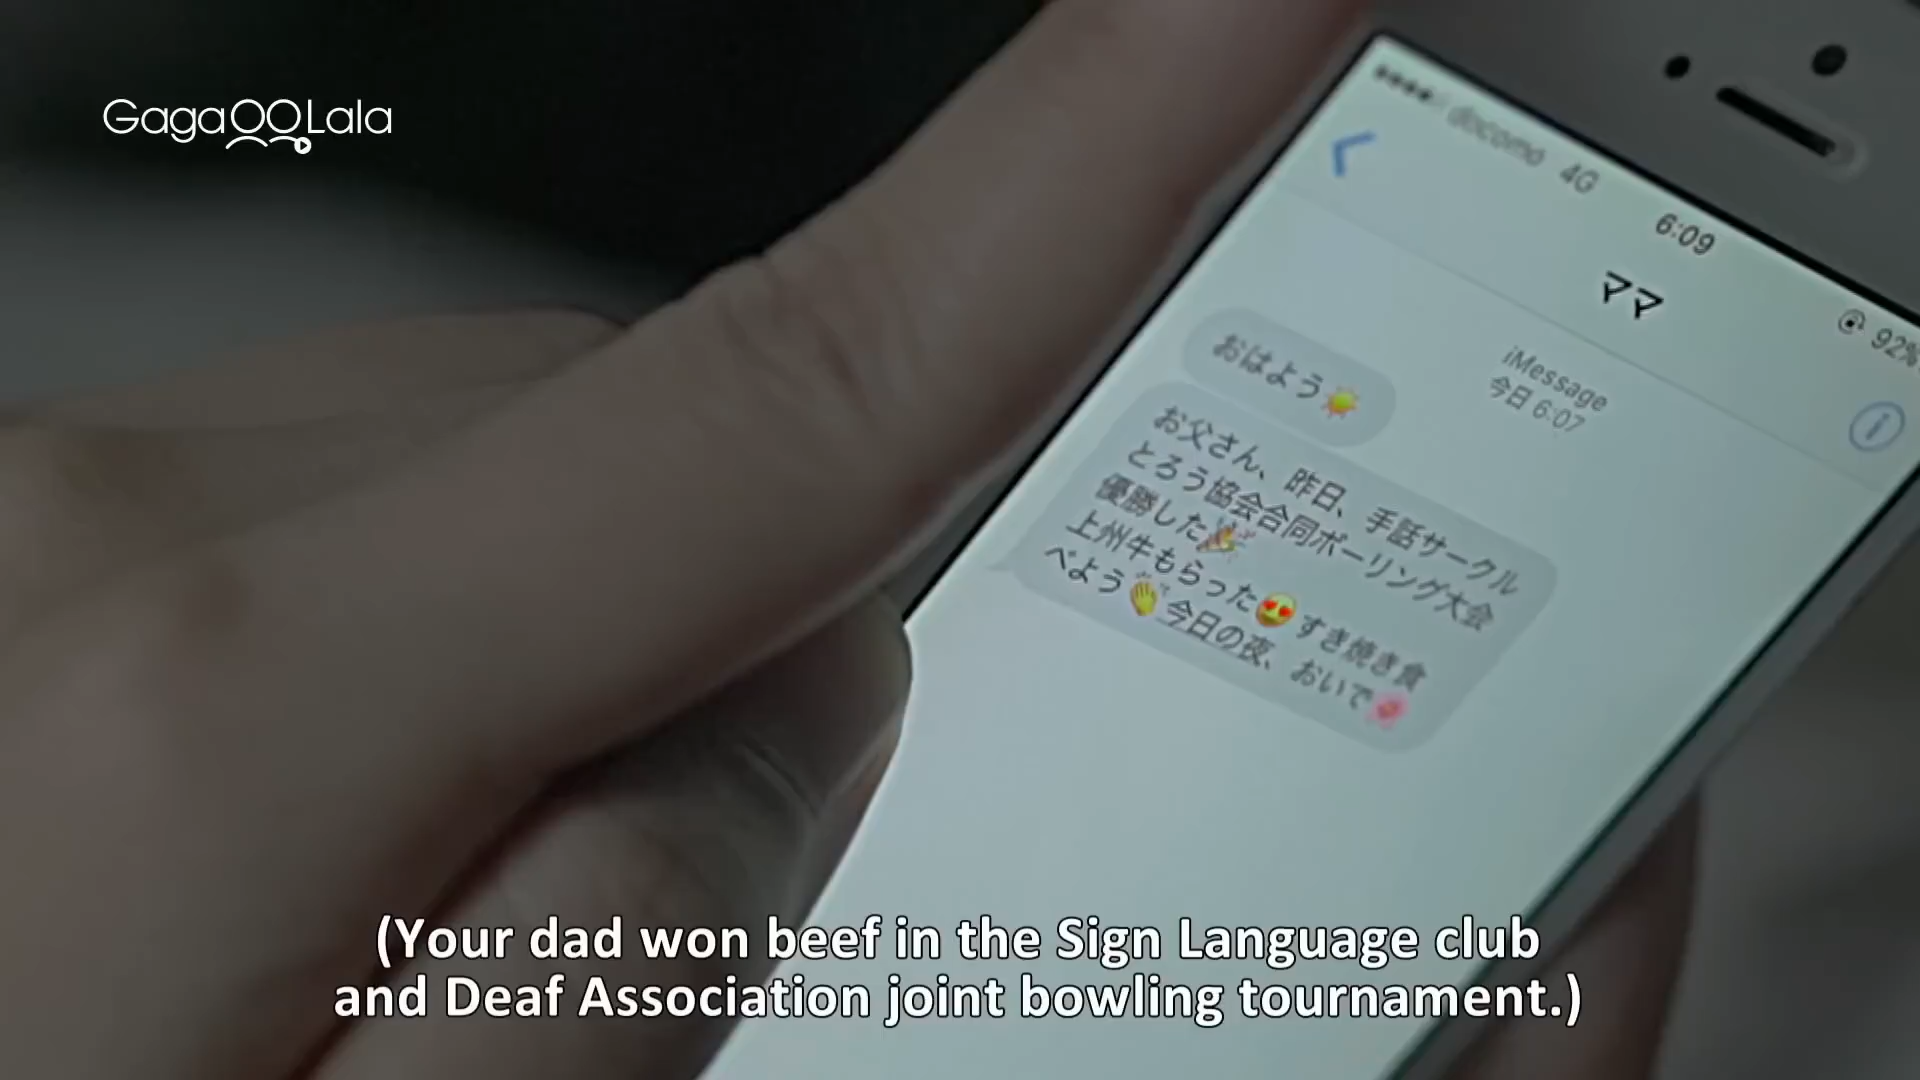 GagaOOLala
docomo 4G
6:09
92%
ママ
iMessage
今日 6:07
おはよう☀️
お父さん、昨日、手話サークル
とろう協会合同ボーリング大会
優勝した🎉
上州牛もらった😍すき焼き食
べよう👏今日の夜、おいで🌸
(Your dad won beef in the Sign Language club
and Deaf Association joint bowling tournament.)